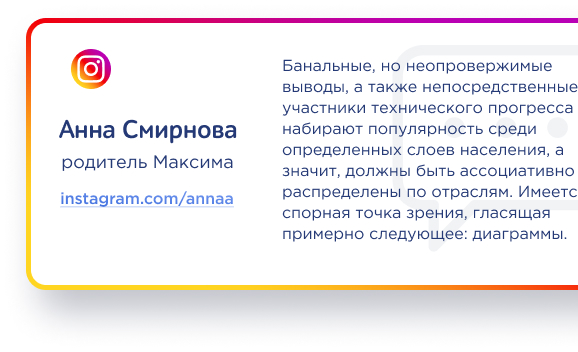 Анна Смирнова
родитель Максима
instagram.com/annaa
Банальные, но неопровержимые
выводы, а также непосредственные
участники технического прогресса
набирают популярность среди
определенных слоев населения, а
значит, должны быть ассоциативно
распределены по отраслям. Имеетс
спорная точка зрения, гласящая
примерно следующее: диаграммы.